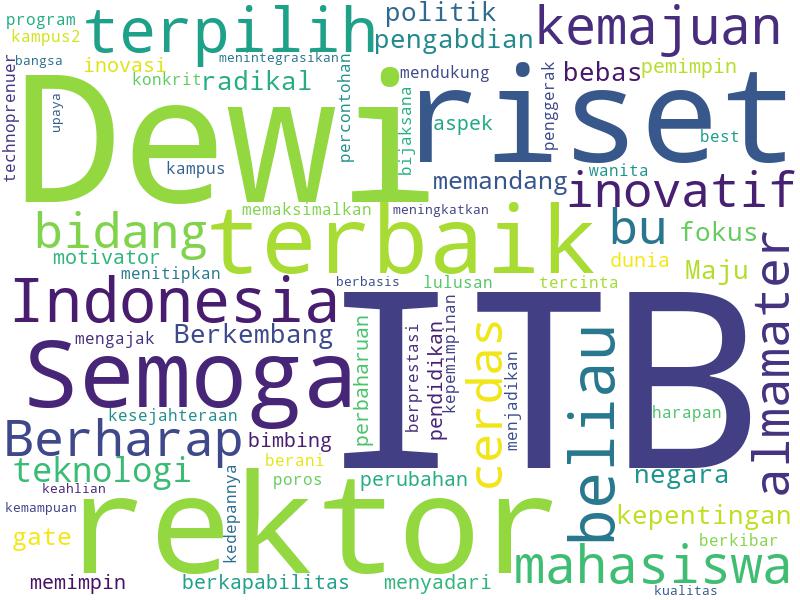 program
terpilih
politik
kemajuan
kampus2
pengabdian
bangsa
inovasi
menintegrasikan
konkrit
radikal
mendukung
bebas
pemimpin
technoprenuer
upaya
Dewi
percontohan
bijaksana
riset
aspek
penggerak
best
kampus
memandang
wanita
inovatif
memaksimalkan
meningkatkan
bidang
terbaik
bu
fokus
motivator
dunia
menitipkan
Maju
berbasis
lulusan
tercinta
Indonesia
ITB
almamater
mengajak
Berkembang
Semoga
perbaharuan
berprestasi
pendidikan
kepemimpinan
cerdas
menjadikan
beliau
harapan
kesejahteraan
Berharap
bimbing
berani
teknologi
poros
perubahan
negara
keahlian
kedepannya
rektor
kemampuan
kepentingan
gate
berkibar
mahasiswa
memimpin
berkapabilitas
menyadari
kualitas